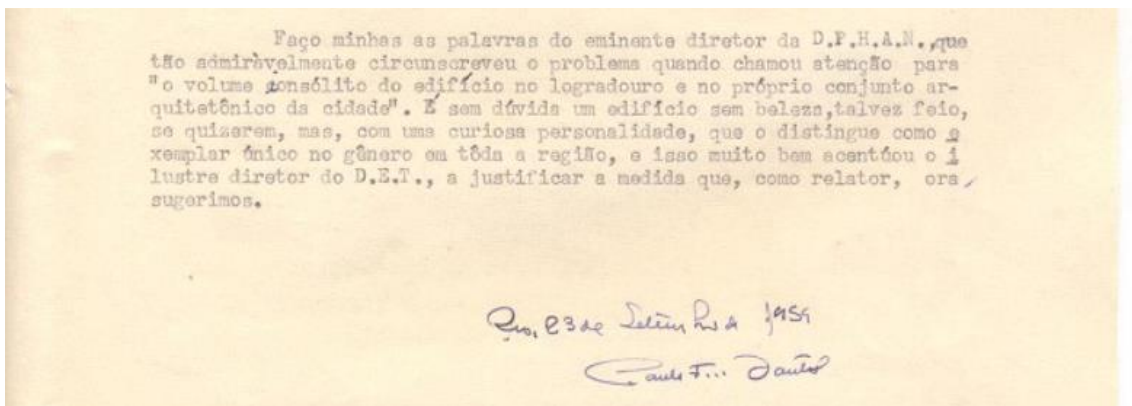 Faço minhas as palavras do eminente diretor da D.P.H.A.N.,que
tão admiràvelmente circunscreveu o problema quando chamou atenção para
"o volume insólito do edifício no logradouro e no próprio conjunto ar-
quitetônico da cidade". É sem dúvida um edifício sem beleza,talvez feio,
se quizerem, mas, com uma curiosa personalidade, que o distingue como e
xemplar único no gênero em tôda a região, e isso muito bem acentúou o i
lustre diretor do D.E.T., a justificar a medida que, como relator, ora
sugerimos.
Rio, 23 de Setembro de 1959
Paulo F... Santos